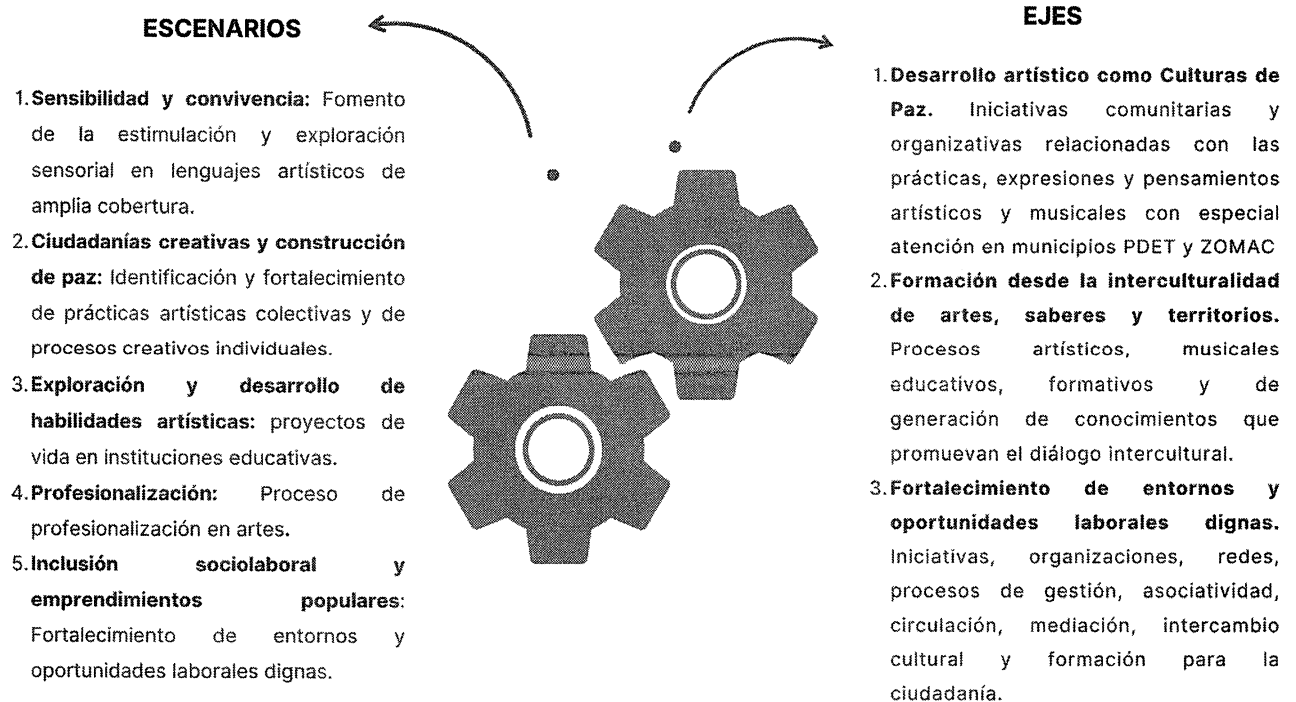 ESCENARIOS
1. Sensibilidad y convivencia: Fomento
de la estimulación y exploración
sensorial en lenguajes artísticos de
amplia cobertura.
2. Ciudadanías creativas y construcción
de paz: Identificación y fortalecimiento
de prácticas artísticas colectivas y de
procesos creativos individuales.
3. Exploración y desarrollo de
habilidades artísticas: proyectos de
vida en instituciones educativas.
4. Profesionalización: Proceso de
profesionalización en artes.
5. Inclusión sociolaboral y
emprendimientos populares:
Fortalecimiento de entornos y
oportunidades laborales dignas.
EJES
1. Desarrollo artístico como Culturas de
Paz. Iniciativas comunitarias y
organizativas relacionadas con las
prácticas, expresiones y pensamientos
artísticos y musicales con especial
atención en municipios PDET y ZOMAC
2. Formación desde la interculturalidad
de artes, saberes y territorios.
Procesos artísticos, musicales
educativos, formativos y de
generación de conocimientos que
promuevan el diálogo intercultural.
3. Fortalecimiento de entornos y
oportunidades laborales dignas.
Iniciativas, organizaciones, redes,
procesos de gestión, asociatividad,
circulación, mediación, intercambio
cultural y formación para la
ciudadanía.